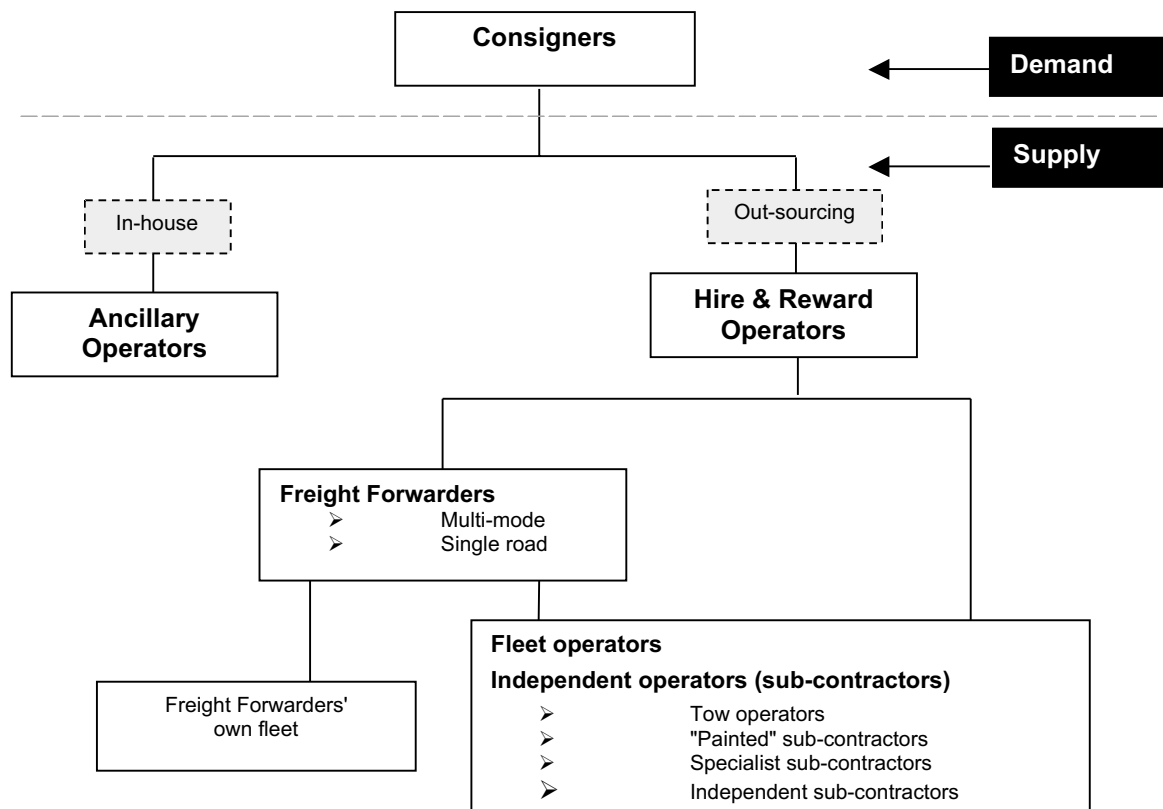 Consigners
Demand
Supply
In-house
Out-sourcing
Ancillary
Operators
Hire & Reward
Operators
Freight Forwarders
➢ Multi-mode
➢ Single road
Freight Forwarders'
own fleet
Fleet operators
Independent operators (sub-contractors)
➢ Tow operators
➢ "Painted" sub-contractors
➢ Specialist sub-contractors
➢ Independent sub-contractors